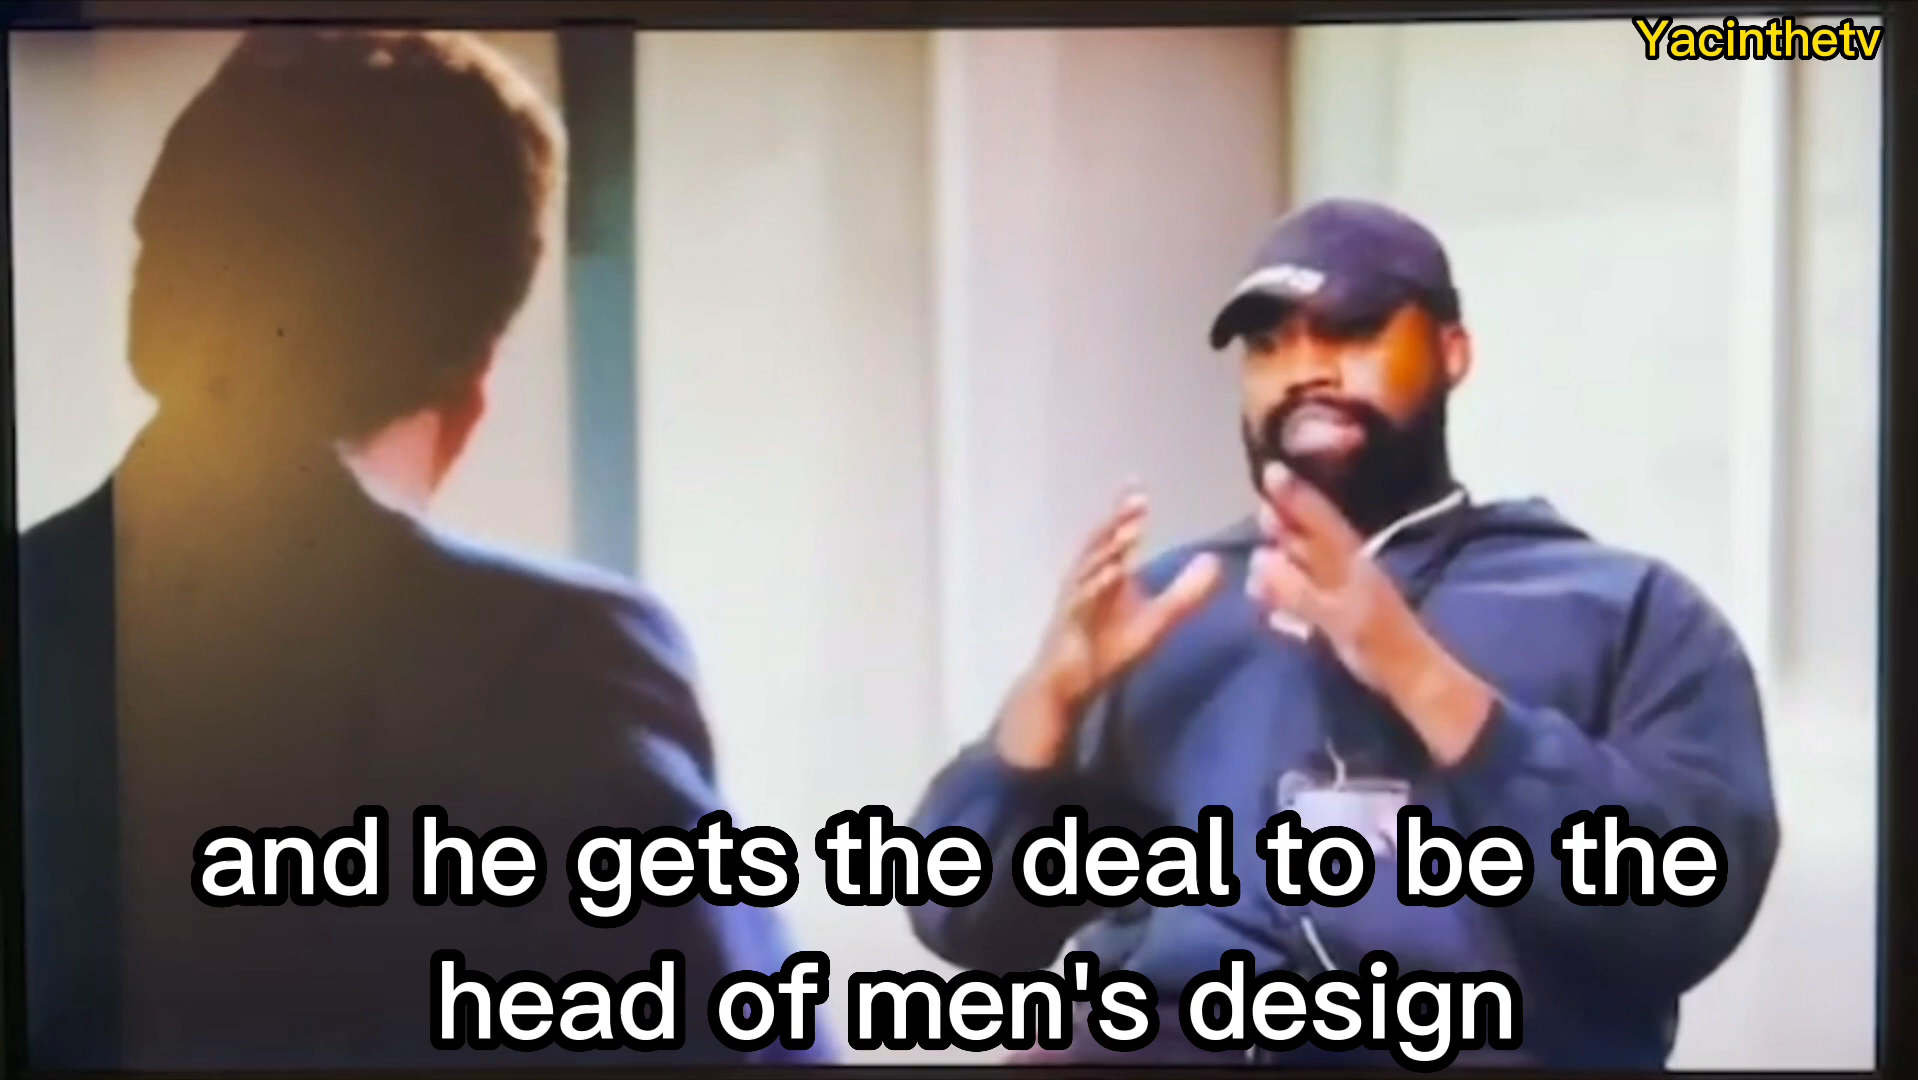 Yacinthetv
and he gets the deal to be the
head of men's design